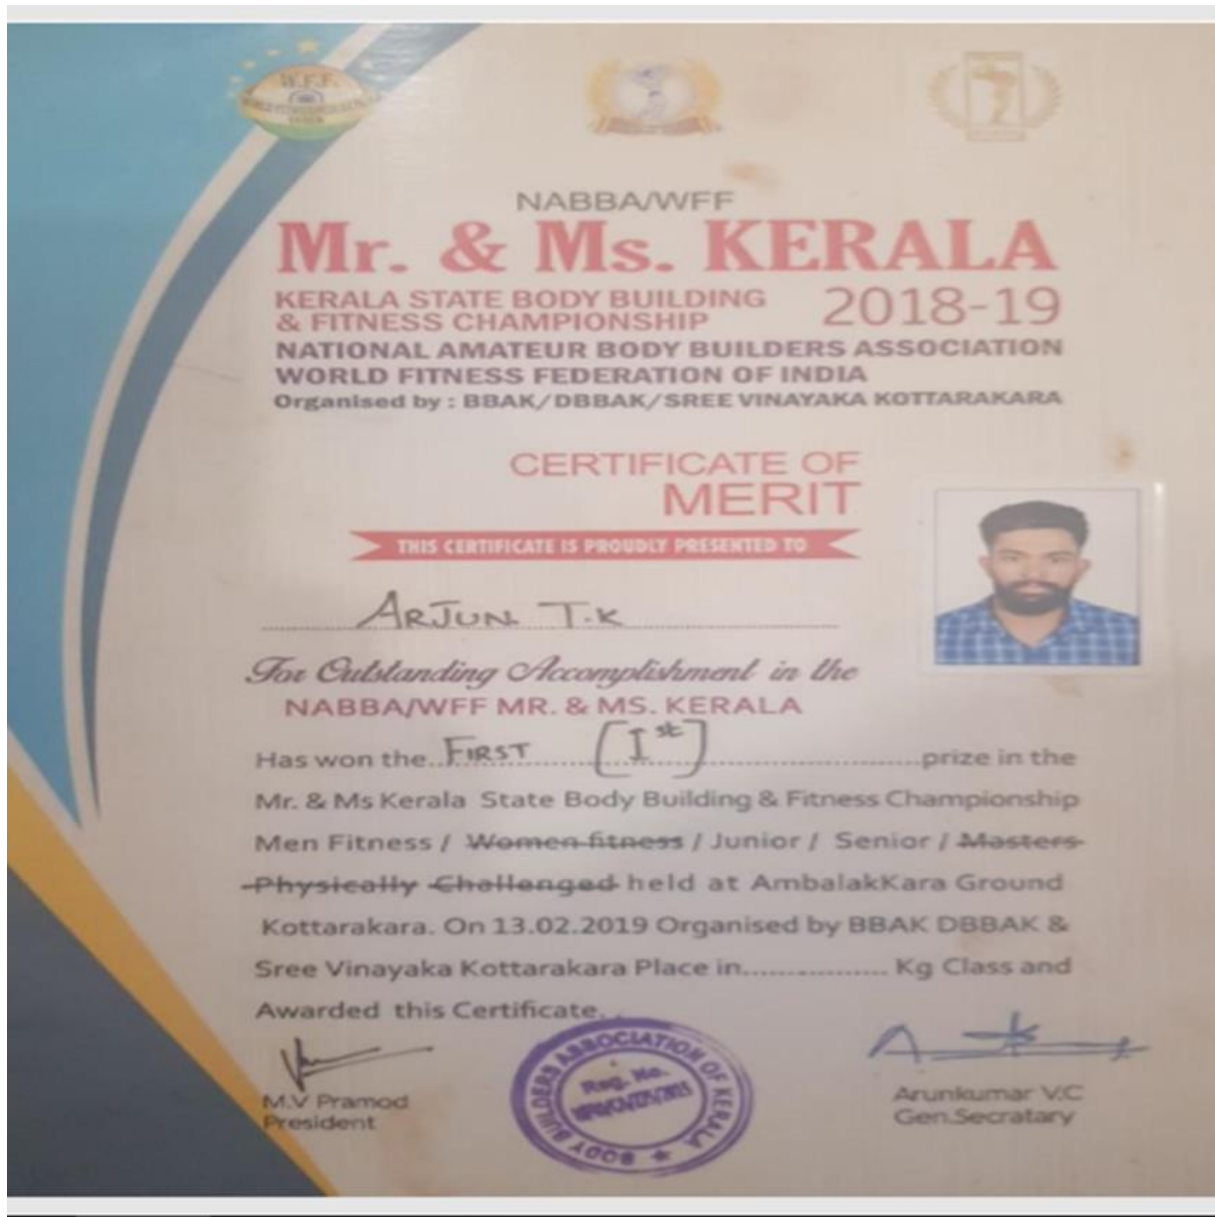 W.F.F.
NABBA/WFF
Mr. & Ms. KERALA
KERALA STATE BODY BUILDING
& FITNESS CHAMPIONSHIP 2018-19
NATIONAL AMATEUR BODY BUILDERS ASSOCIATION
WORLD FITNESS FEDERATION OF INDIA
Organised by : BBAK/DBBAK/SREE VINAYAKA KOTTARAKARA
CERTIFICATE OF
MERIT
THIS CERTIFICATE IS PROUDLY PRESENTED TO
ARJUN T.K
For Outstanding Accomplishment in the
NABBA/WFF MR. & MS. KERALA
Has won the FIRST [Ist] prize in the
Mr. & Ms Kerala State Body Building & Fitness Championship
Men Fitness / Women fitness / Junior / Senior / Masters
Physically Challenged held at AmbalakKara Ground
Kottarakara. On 13.02.2019 Organised by BBAK DBBAK &
Sree Vinayaka Kottarakara Place in................ Kg Class and
Awarded this Certificate.
BODY BUILDERS ASSOCIATION OF KERALA
Reg. No.
M.V Pramod
President
Arunkumar V.C
Gen.Secratary